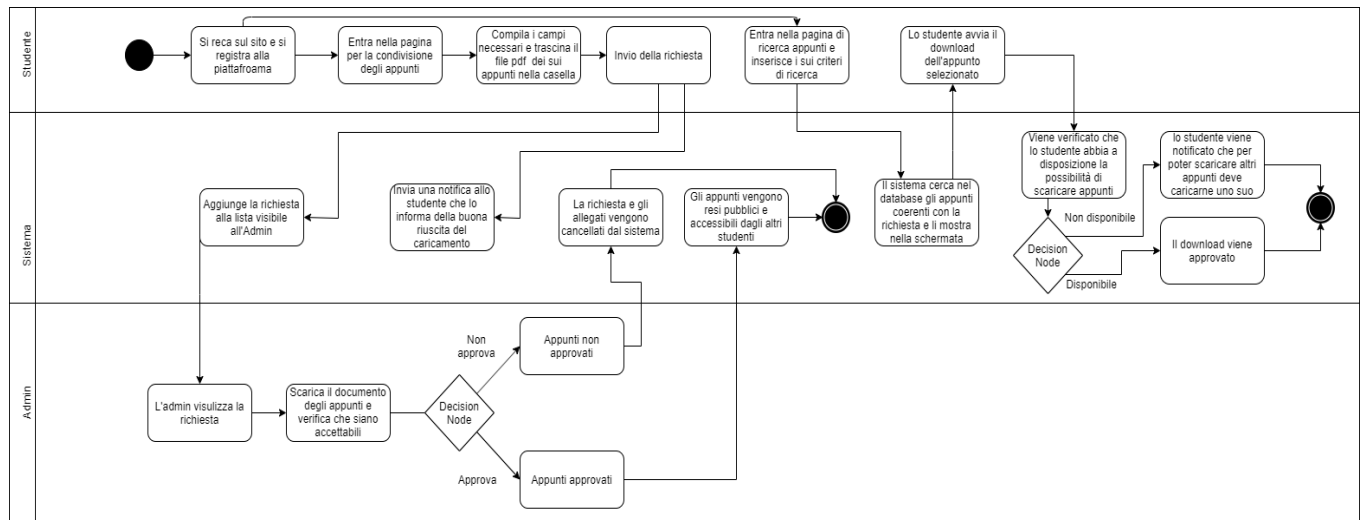 Studente
Si reca sul sito e si
registra alla
piattafroama
Entra nella pagina
per la condivisione
degli appunti
Compila i campi
necessari e trascina il
file pdf dei sui
appunti nella casella
Invio della richiesta
Entra nella pagina di
ricerca appunti e
inserisce i sui criteri
di ricerca
Lo studente avvia il
download
dell'appunto
selezionato
Sistema
Aggiunge la richiesta
alla lista visibile
all'Admin
Invia una notifica allo
studente che lo
informa della buona
riuscita del
caricamento
La richiesta e gli
allegati vengono
cancellati dal sistema
Gli appunti vengono
resi pubblici e
accessibili dagli altri
studenti
Il sistema cerca nel
database gli appunti
coerenti con la
richiesta e li mostra
nella schermata
Viene verificato che
lo studente abbia a
disposizione la
possibilità di
scaricare appunti
lo studente viene
notificato che per
poter scaricare altri
appunti deve
caricarne uno suo
Non disponibile
Decision
Node
Disponibile
Il download viene
approvato
Admin
L'admin visulizza la
richiesta
Scarica il documento
degli appunti e
verifica che siano
accettabili
Decision
Node
Non
approva
Appunti non
approvati
Approva
Appunti approvati